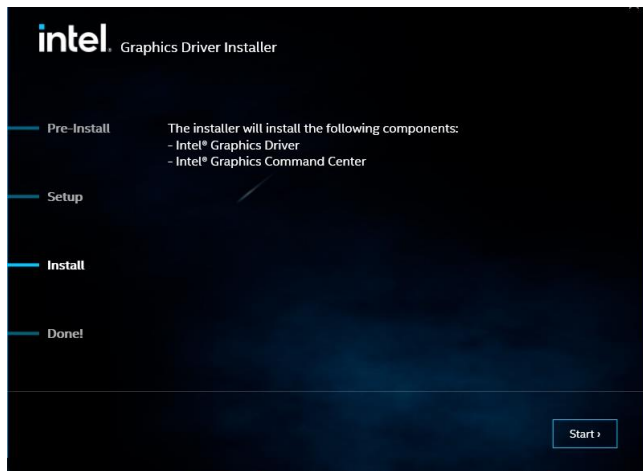 intel. Graphics Driver Installer
Pre-Install
The installer will install the following components:
- Intel® Graphics Driver
- Intel® Graphics Command Center
Setup
Install
Done!
Start ›